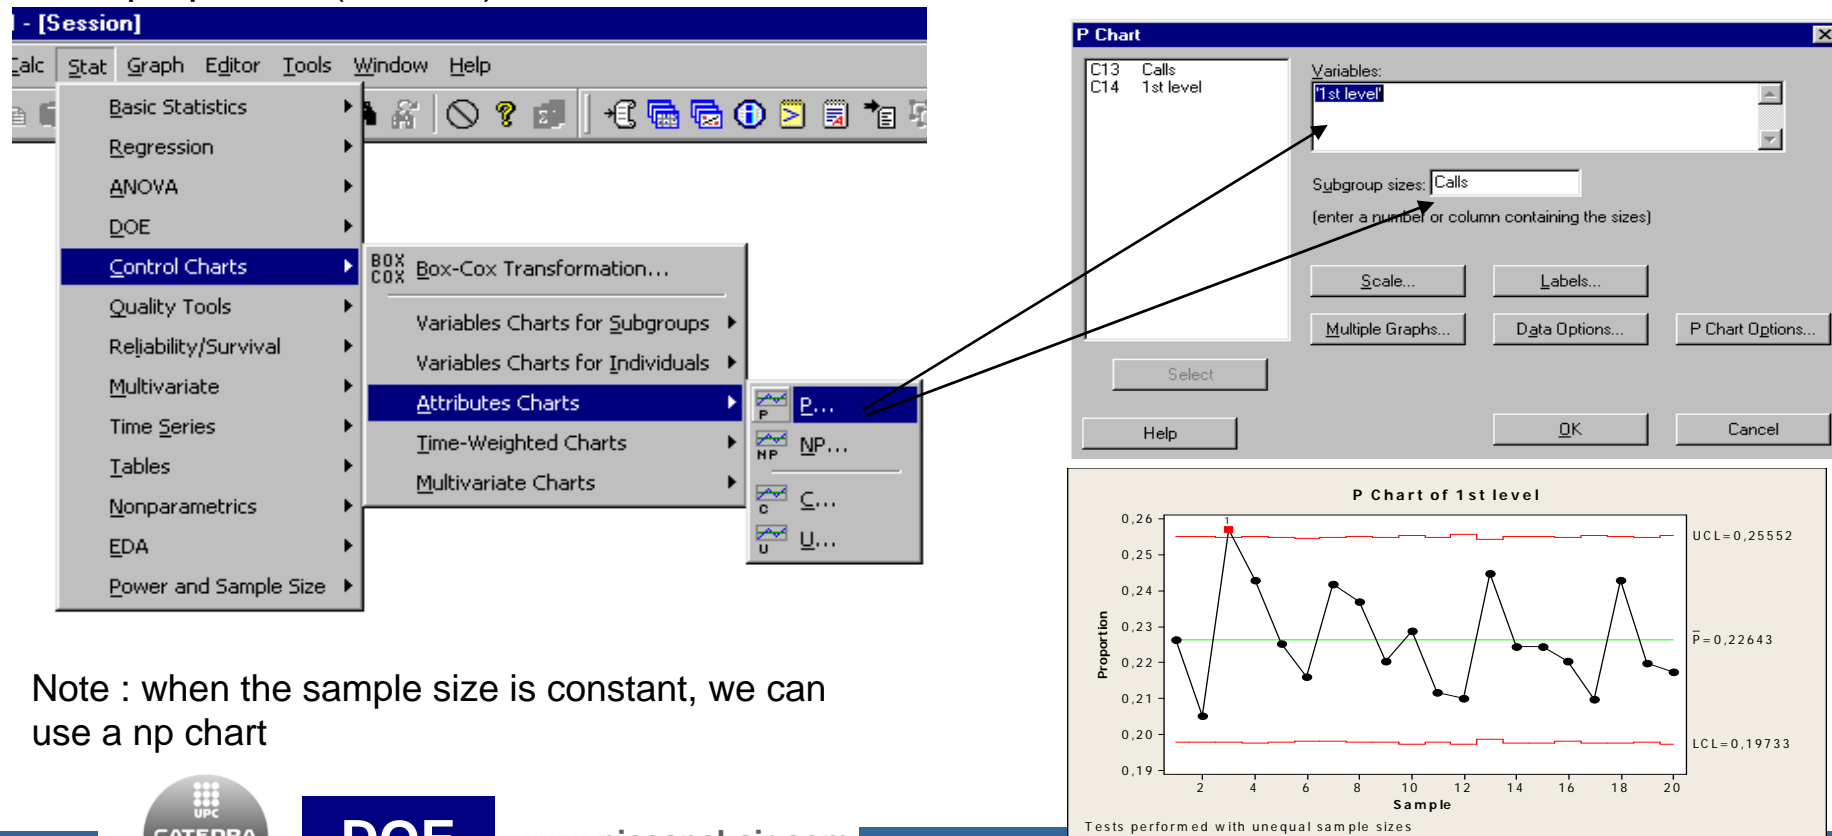 - [Session]
Calc Stat Graph Editor Tools Window Help
Basic Statistics
Regression
ANOVA
DOE
Control Charts
Quality Tools
Reliability/Survival
Multivariate
Time Series
Tables
Nonparametrics
EDA
Power and Sample Size
BOX COX Box-Cox Transformation...
Variables Charts for Subgroups
Variables Charts for Individuals
Attributes Charts
Time-Weighted Charts
Multivariate Charts
P P...
NP NP...
C C...
U U...
P Chart
C13 Calls
C14 1st level
Variables:
'1st level'
Subgroup sizes: Calls
(enter a number or column containing the sizes)
Scale... Labels...
Multiple Graphs... Data Options... P Chart Options...
Select
Help OK Cancel
P Chart of 1st level
Proportion
0,26
0,25
0,24
0,23
0,22
0,21
0,20
0,19
1
UCL=0,25552
P=0,22643
LCL=0,19733
2 4 6 8 10 12 14 16 18 20
Sample
Tests performed with unequal sample sizes
Note : when the sample size is constant, we can
use a np chart
UPC
CATEDRA
DOE